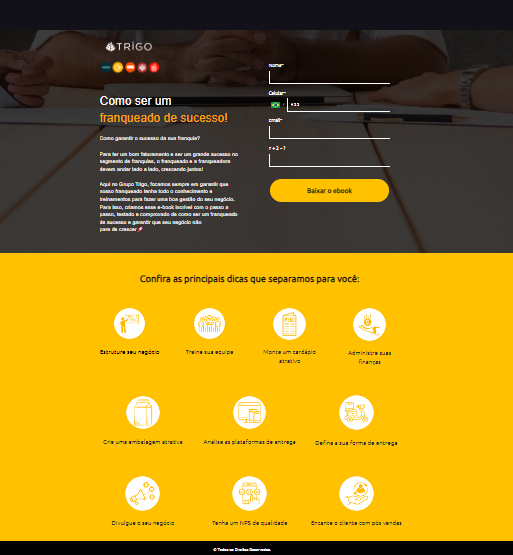 TRIGO
Como ser um
franqueado de sucesso!
Como garantir o sucesso da sua franquia?
Para ter um bom faturamento e ser um grande sucesso no
segmento de franquias, o franqueado e a franqueadora
devem andar lado a lado, crescendo juntos!
Aqui no Grupo Trigo, focamos sempre em garantir que
nosso franqueado tenha todo o conhecimento e
treinamentos para fazer uma boa gestão do seu negócio.
Para isso, criamos esse e-book incrível com o passo a
passo, testado e comprovado de como ser um franqueado
de sucesso e garantir que seu negócio não
pare de crescer 🚀
Nome*
Celular*
+55
Email*
7 + 2 = ?
Baixar o ebook
Confira as principais dicas que separamos para você:
Estruture seu negócio
Treine sua equipe
Monte um cardápio
atrativo
Administre suas
finanças
Crie uma embalagem atrativa
Analise as plataformas de entrega
Defina a sua forma de entrega
Divulgue o seu negócio
Tenha um NPS de qualidade
Encante o cliente com pós vendas
© Todos os Direitos Reservados.